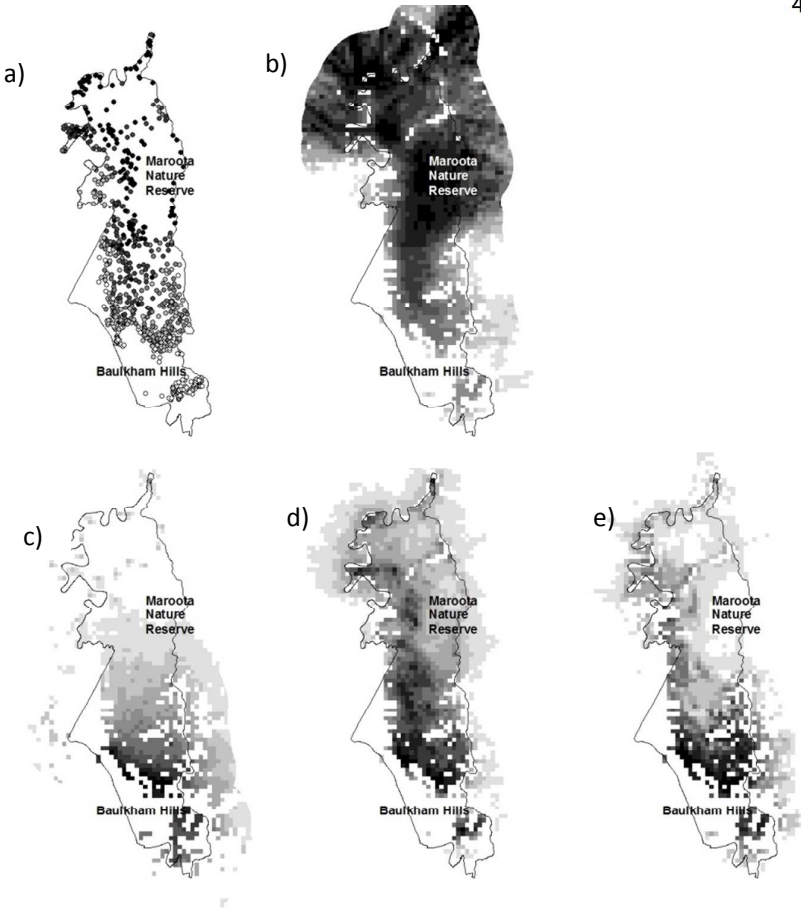 4
a)
Maroota
Nature
Reserve
Baulkham Hills
b)
Maroota
Nature
Reserve
Baulkham Hills
c)
Maroota
Nature
Reserve
Baulkham Hills
d)
Maroota
Nature
Reserve
Baulkham Hills
e)
Maroota
Nature
Reserve
Baulkham Hills